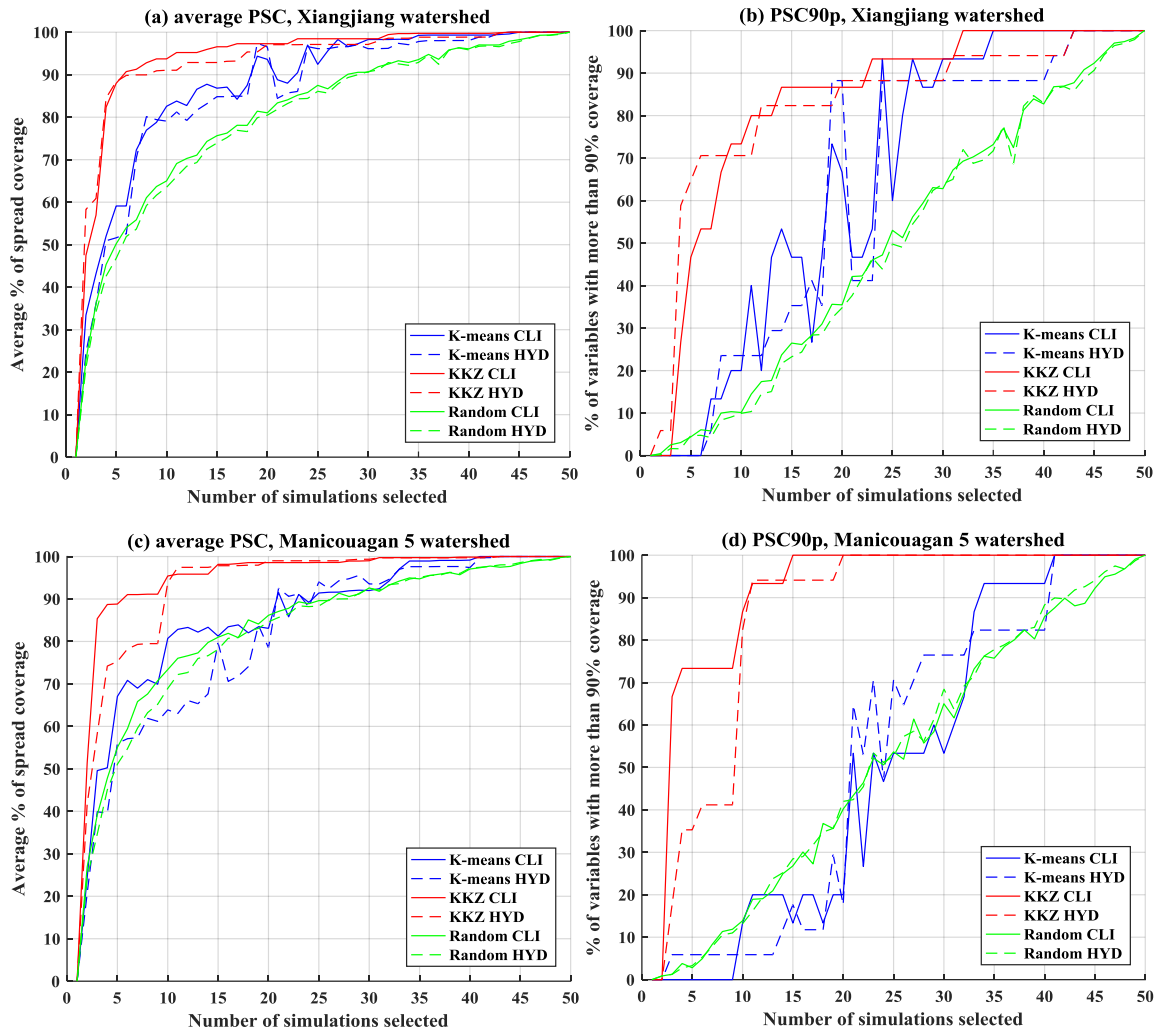 (a) average PSC, Xiangjiang watershed
Average % of spread coverage
100
90
80
70
60
50
40
30
20
10
0
0 5 10 15 20 25 30 35 40 45 50
Number of simulations selected
K-means CLI
K-means HYD
KKZ CLI
KKZ HYD
Random CLI
Random HYD
(b) PSC90p, Xiangjiang watershed
% of variables with more than 90% coverage
100
90
80
70
60
50
40
30
20
10
0
0 5 10 15 20 25 30 35 40 45 50
Number of simulations selected
K-means CLI
K-means HYD
KKZ CLI
KKZ HYD
Random CLI
Random HYD
(c) average PSC, Manicouagan 5 watershed
Average % of spread coverage
100
90
80
70
60
50
40
30
20
10
0
0 5 10 15 20 25 30 35 40 45 50
Number of simulations selected
K-means CLI
K-means HYD
KKZ CLI
KKZ HYD
Random CLI
Random HYD
(d) PSC90p, Manicouagan 5 watershed
% of variables with more than 90% coverage
100
90
80
70
60
50
40
30
20
10
0
0 5 10 15 20 25 30 35 40 45 50
Number of simulations selected
K-means CLI
K-means HYD
KKZ CLI
KKZ HYD
Random CLI
Random HYD